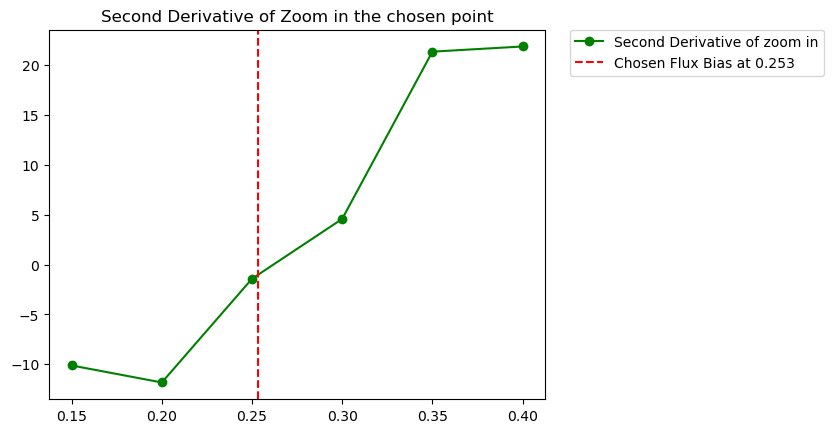 Second Derivative of Zoom in the chosen point
Second Derivative of zoom in
Chosen Flux Bias at 0.253
20
15
10
5
0
−5
−10
0.15 0.20 0.25 0.30 0.35 0.40